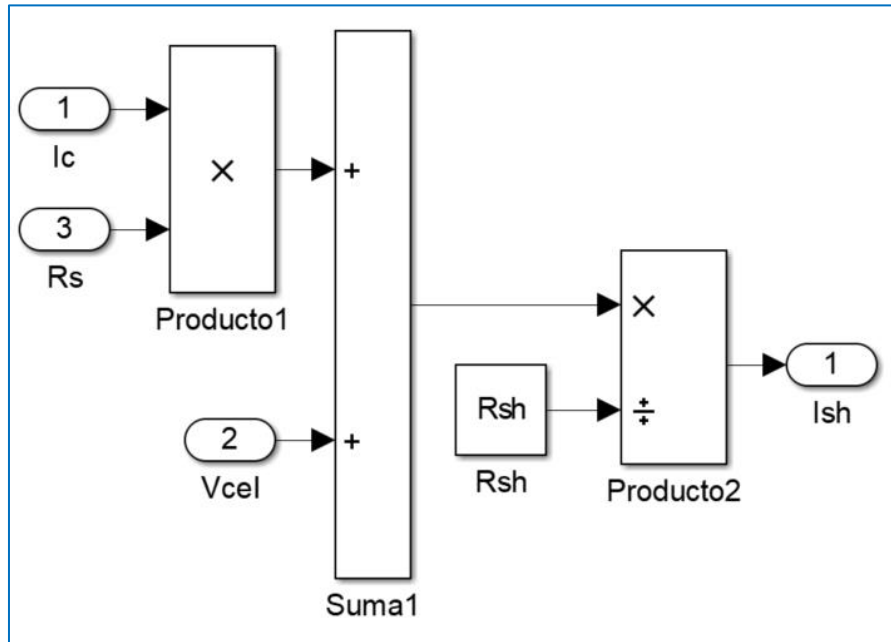 1
Ic
3
Rs
×
Producto1
+
2
Vcel
+
Suma1
Rsh
Rsh
×
÷
Producto2
1
Ish